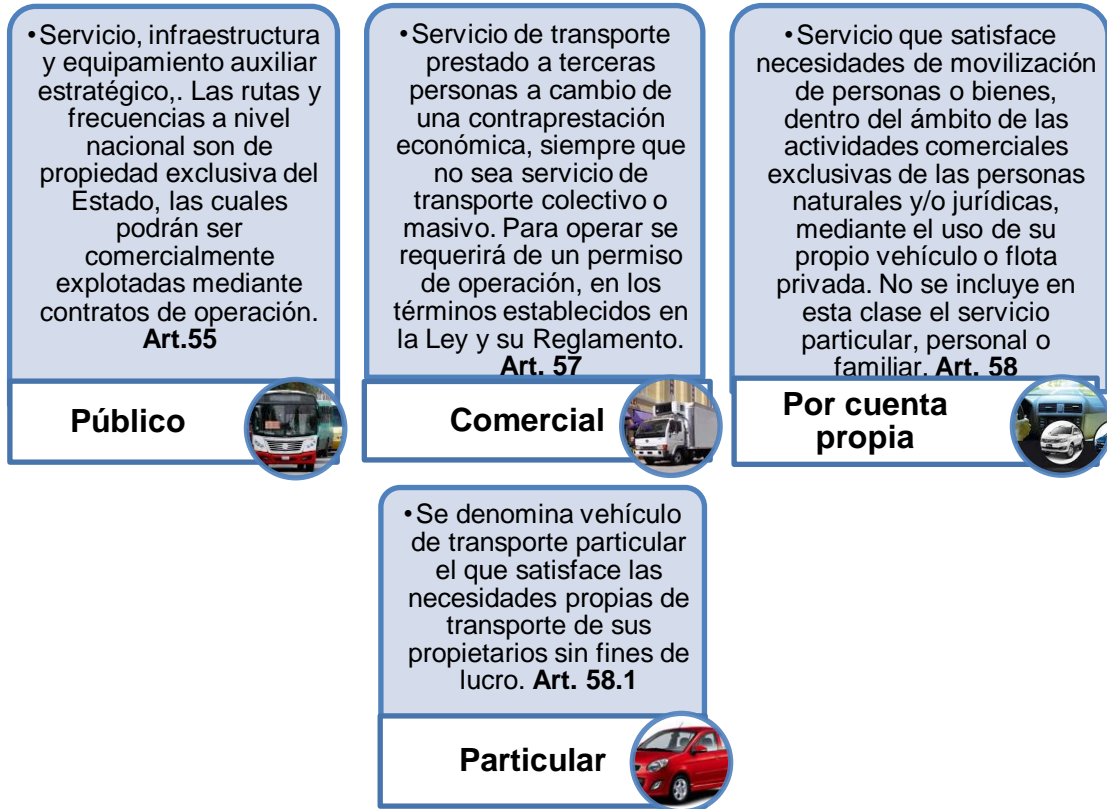 •Servicio, infraestructura
y equipamiento auxiliar
estratégico,. Las rutas y
frecuencias a nivel
nacional son de
propiedad exclusiva del
Estado, las cuales
podrán ser
comercialmente
explotadas mediante
contratos de operación.
Art.55
Público
•Servicio de transporte
prestado a terceras
personas a cambio de
una contraprestación
económica, siempre que
no sea servicio de
transporte colectivo o
masivo. Para operar se
requerirá de un permiso
de operación, en los
términos establecidos en
la Ley y su Reglamento.
Art. 57
Comercial
•Servicio que satisface
necesidades de movilización
de personas o bienes,
dentro del ámbito de las
actividades comerciales
exclusivas de las personas
naturales y/o jurídicas,
mediante el uso de su
propio vehículo o flota
privada. No se incluye en
esta clase el servicio
particular, personal o
familiar. Art. 58
Por cuenta
propia
•Se denomina vehículo
de transporte particular
el que satisface las
necesidades propias de
transporte de sus
propietarios sin fines de
lucro. Art. 58.1
Particular